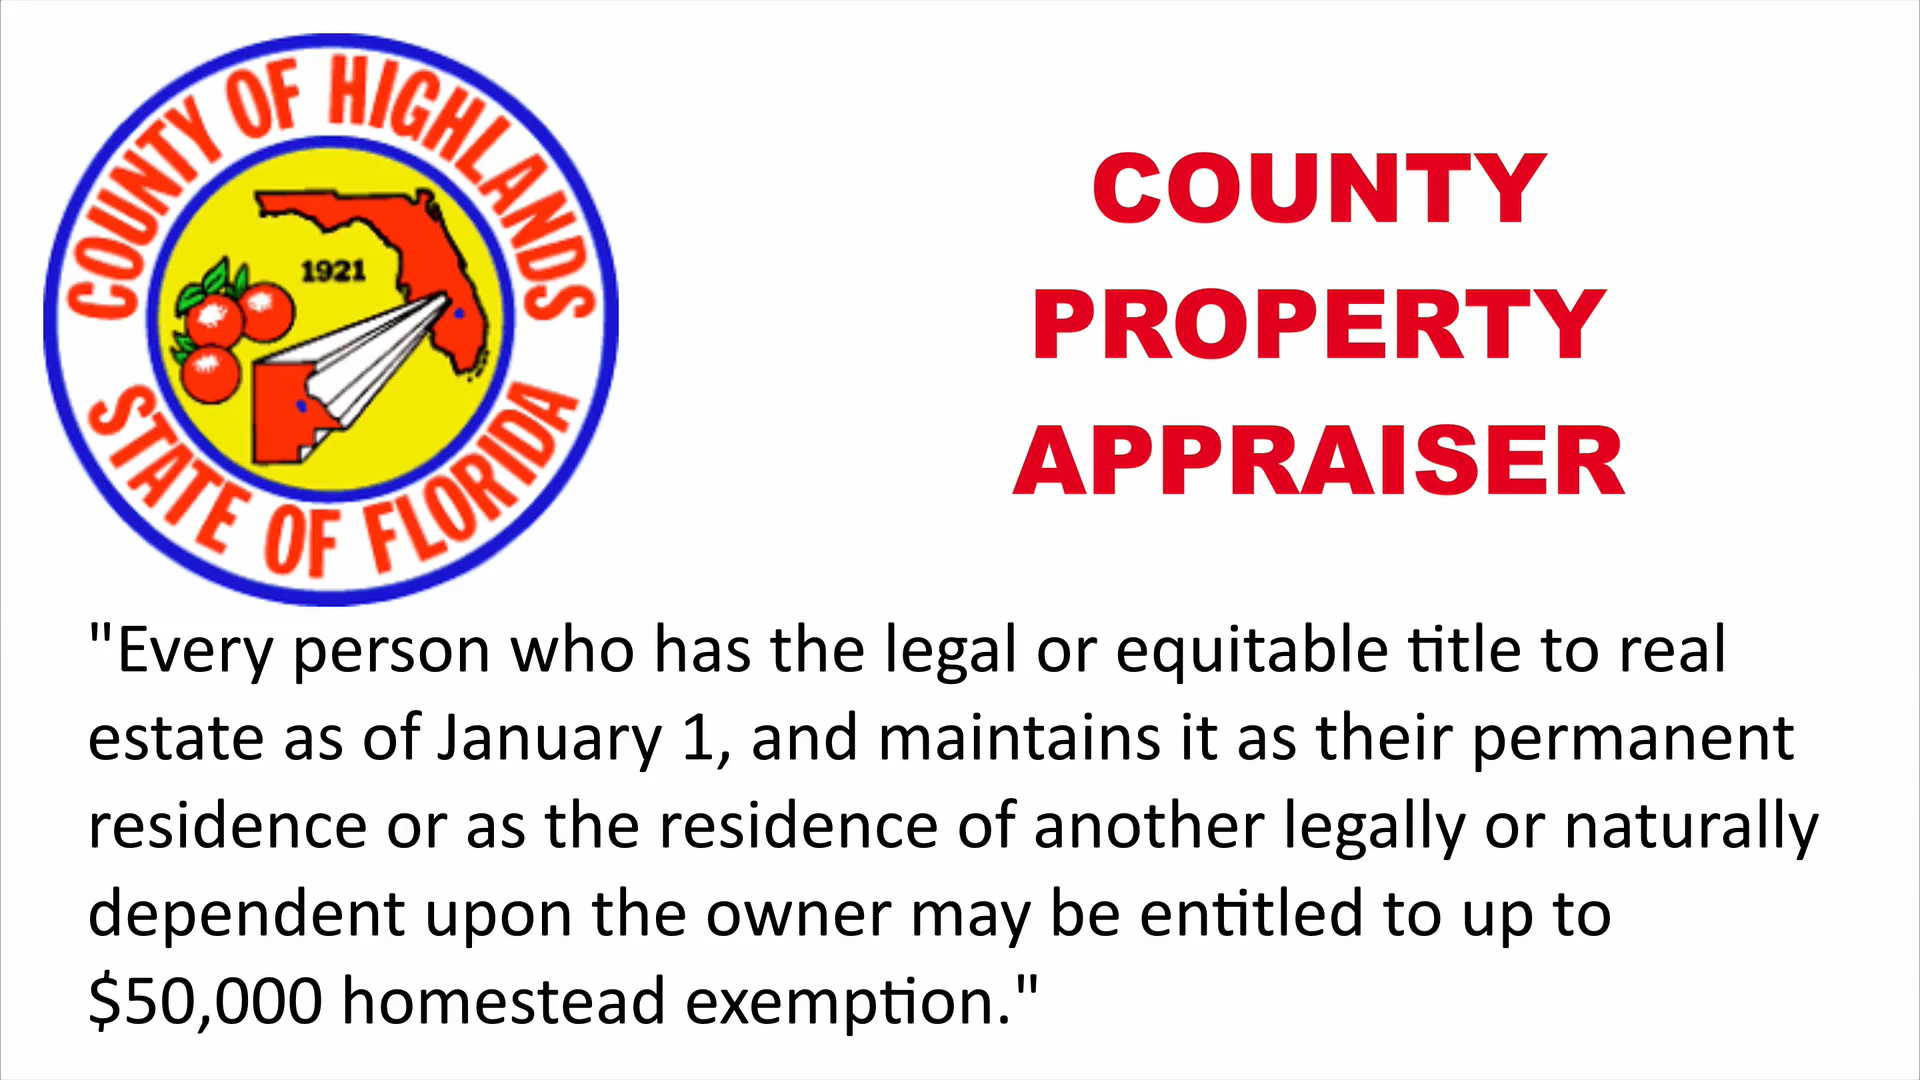 COUNTY OF HIGHLANDS
1921
STATE OF FLORIDA
COUNTY
PROPERTY
APPRAISER
"Every person who has the legal or equitable title to real
estate as of January 1, and maintains it as their permanent
residence or as the residence of another legally or naturally
dependent upon the owner may be entitled to up to
$50,000 homestead exemption."